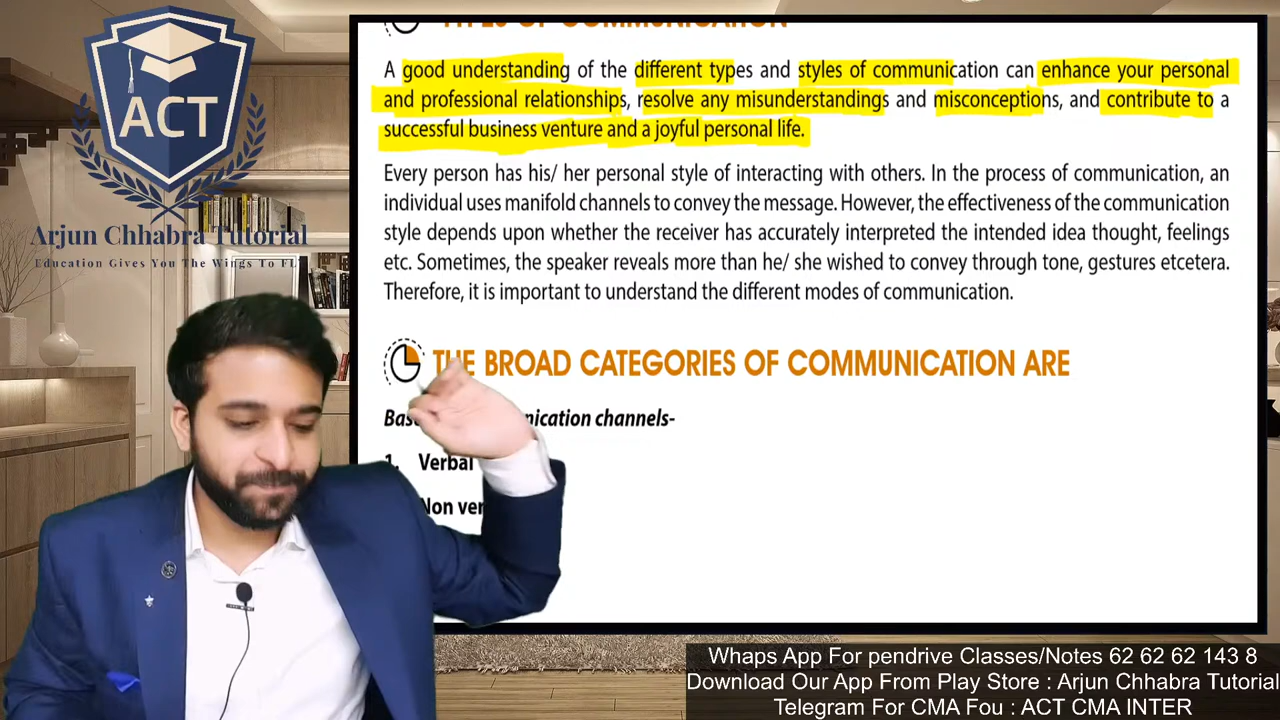 ACT
Arjun Chhabra Tutorial
Education Gives You The Wings To
TYPES OF COMMUNICATION
A good understanding of the different types and styles of communication can enhance your personal
and professional relationships, resolve any misunderstandings and misconceptions, and contribute to a
successful business venture and a joyful personal life.
Every person has his/ her personal style of interacting with others. In the process of communication, an
individual uses manifold channels to convey the message. However, the effectiveness of the communication
style depends upon whether the receiver has accurately interpreted the intended idea thought, feelings
etc. Sometimes, the speaker reveals more than he/ she wished to convey through tone, gestures etcetera.
Therefore, it is important to understand the different modes of communication.
THE BROAD CATEGORIES OF COMMUNICATION ARE
channels-
1. Verbal
Non
Whaps App For pendrive Classes/Notes 62 62 62 143 8
Download Our App From Play Store : Arjun Chhabra Tutorial
Telegram For CMA Fou : ACT CMA INTER